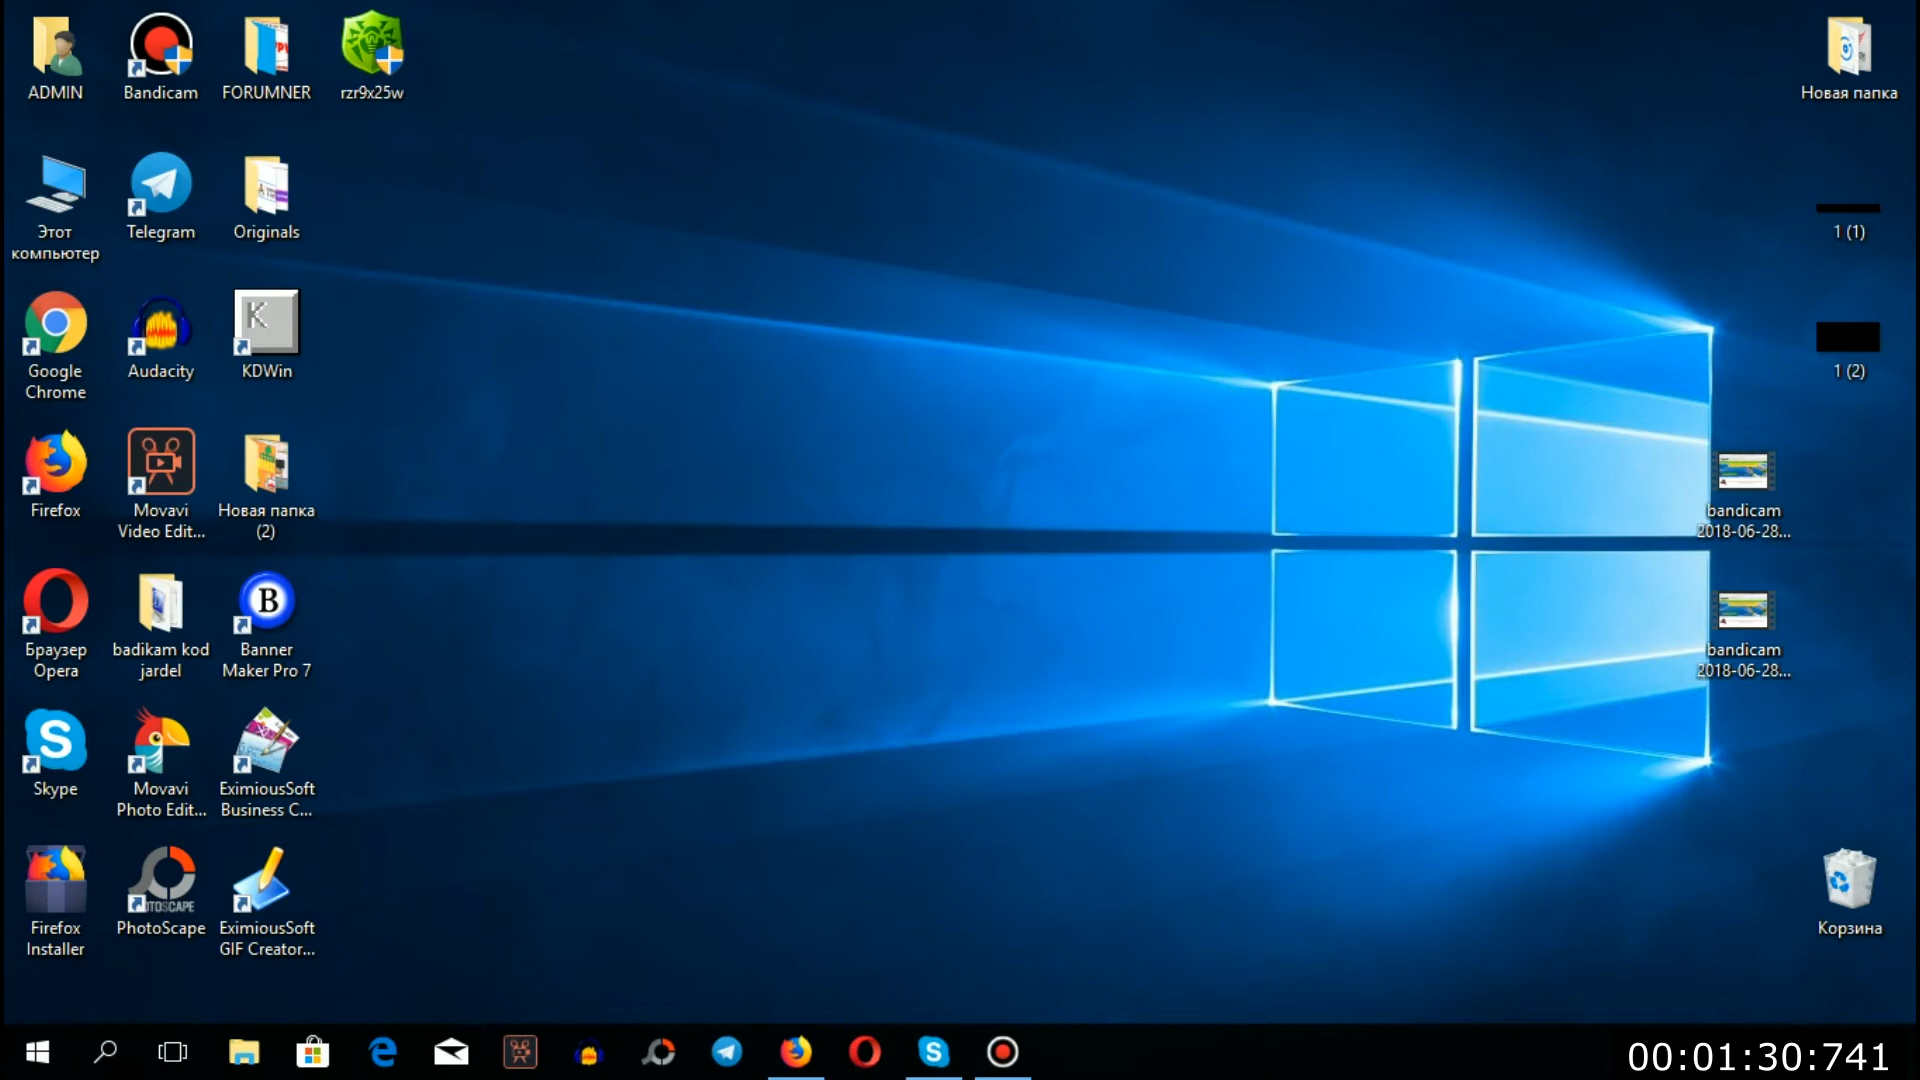 ADMIN
Bandicam
FORUMNER
rzr9x25w
Новая папка
Этот
компьютер
Telegram
Originals
1 (1)
Google
Chrome
Audacity
K
KDWin
1 (2)
Firefox
Movavi
Video Edit...
Новая папка
(2)
bandicam
2018-06-28...
Браузер
Opera
badikam kod
jardel
B
Banner
Maker Pro 7
bandicam
2018-06-28...
Skype
Movavi
Photo Edit...
EximiousSoft
Business C...
Firefox
Installer
PhotoScape
EximiousSoft
GIF Creator...
Корзина
00:01:30:741